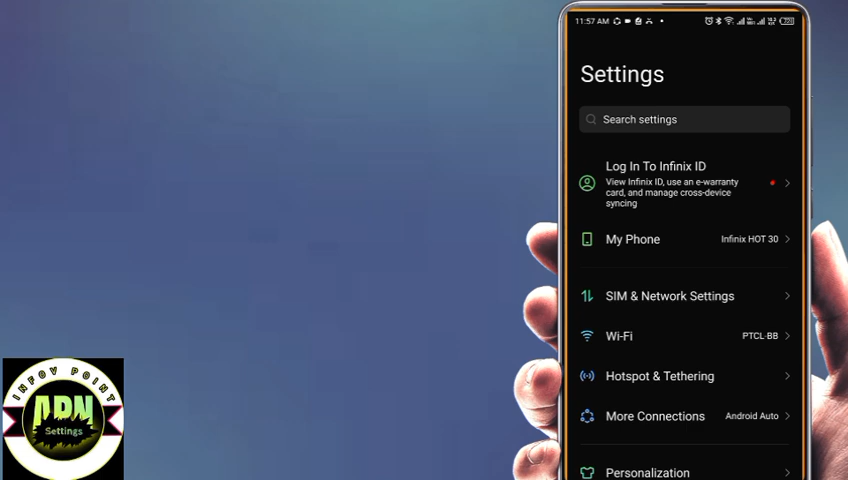 11:57 AM
Settings
Search settings
Log In To Infinix ID
View Infinix ID, use an e-warranty
card, and manage cross-device
syncing
My Phone
Infinix HOT 30
SIM & Network Settings
Wi-Fi
PTCL-BB
Hotspot & Tethering
More Connections
Android Auto
Personalization
INFOV POINT
APN
Settings